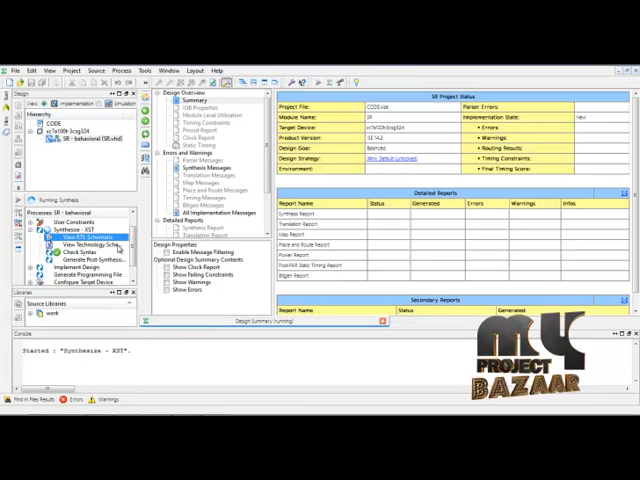 File Edit View Project Source Process Tools Window Layout Help
Design
View: Implementation Simulation
Hierarchy
CODE
xc7a100t-3csg324
SR - behavioral (SR.vhd)
Running: Synthesis
Processes: SR - behavioral
User Constraints
Synthesize - XST
View RTL Schematic
View Technology Sche
Check Syntax
Generate Post-Synthesis...
Implement Design
Generate Programming File
Configure Target Device
Libraries
Source Libraries
work
Design Overview
Summary
IOB Properties
Module Level Utilization
Timing Constraints
Pinout Report
Clock Report
Static Timing
Errors and Warnings
Parser Messages
Synthesis Messages
Translation Messages
Map Messages
Place and Route Messages
Timing Messages
Bitgen Messages
All Implementation Messages
Detailed Reports
Synthesis Report
Translation Report
Design Properties
Enable Message Filtering
Optional Design Summary Contents
Show Clock Report
Show Failing Constraints
Show Warnings
Show Errors
SR Project Status
Project File: CODE.xise Parser Errors:
Module Name: SR Implementation State: New
Target Device: xc7a100t-3csg324 • Errors:
Product Version: ISE 14.2 • Warnings:
Design Goal: Balanced • Routing Results:
Design Strategy: Xilinx Default (unlocked) • Timing Constraints:
Environment: • Final Timing Score:
Detailed Reports
Report Name Status Generated Errors Warnings Infos
Synthesis Report
Translation Report
Map Report
Place and Route Report
Power Report
Post-PAR Static Timing Report
Bitgen Report
Secondary Reports
Report Name Status Generated
Design Summary (running)
Console
Started : "Synthesize - XST".
Find in Files Results Errors Warnings
MY
PROJECT
BAZAAR